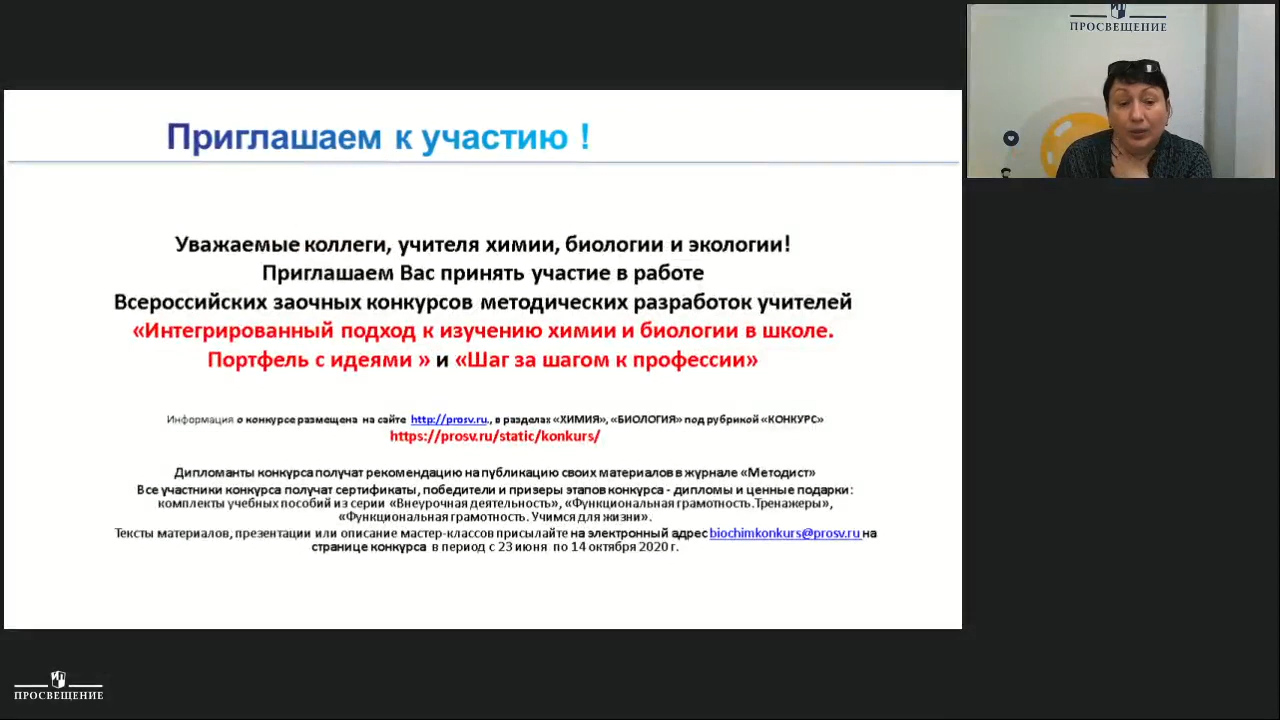 ПРОСВЕЩЕНИЕ
Приглашаем к участию !
Уважаемые коллеги, учителя химии, биологии и экологии!
Приглашаем Вас принять участие в работе
Всероссийских заочных конкурсов методических разработок учителей
«Интегрированный подход к изучению химии и биологии в школе.
Портфель с идеями » и «Шаг за шагом к профессии»
Информация о конкурсе размещена на сайте http://prosv.ru., в разделах «ХИМИЯ», «БИОЛОГИЯ» под рубрикой «КОНКУРС»
https://prosv.ru/static/konkurs/
Дипломанты конкурса получат рекомендацию на публикацию своих материалов в журнале «Методист»
Все участники конкурса получат сертификаты, победители и призеры этапов конкурса - дипломы и ценные подарки:
комплекты учебных пособий из серии «Внеурочная деятельность», «Функциональная грамотность.Тренажеры»,
«Функциональная грамотность. Учимся для жизни».
Тексты материалов, презентации или описание мастер-классов присылайте на электронный адрес biochimkonkurs@prosv.ru на
странице конкурса в период с 23 июня по 14 октября 2020 г.
ПРОСВЕЩЕНИЕ